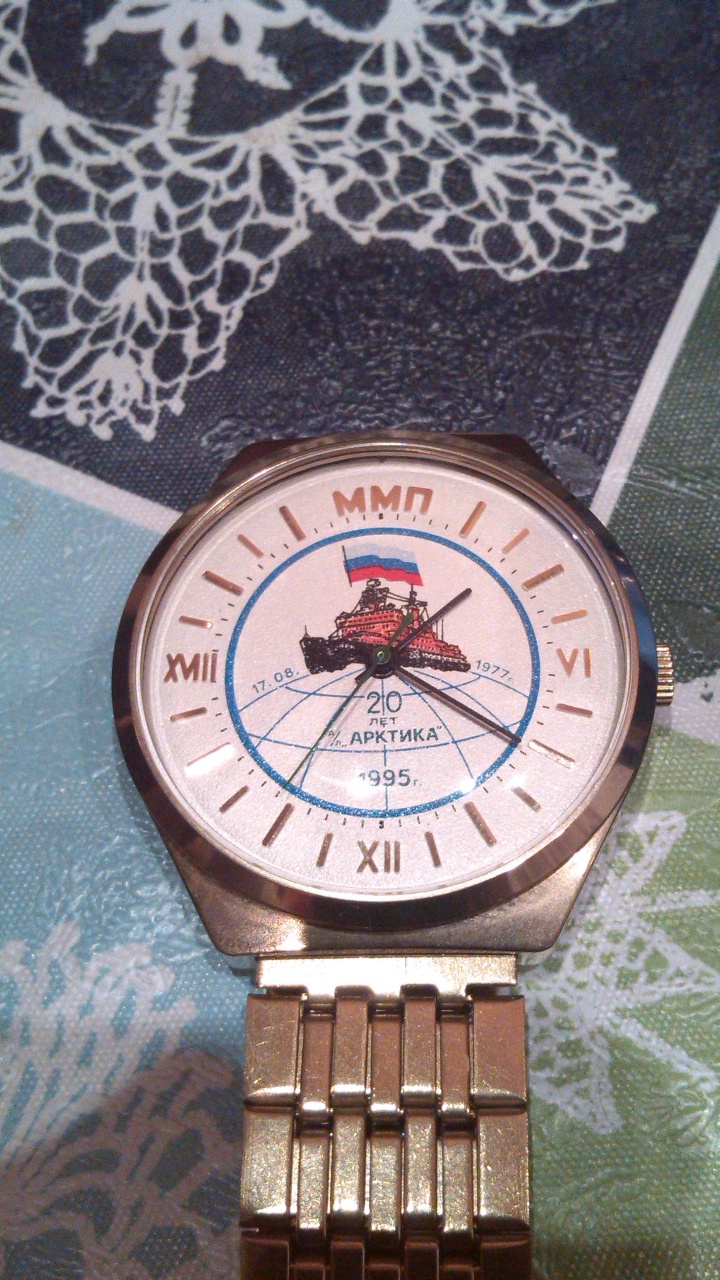 ММП
XVIII
VI
17.08.
1977г.
20
ЛЕТ
а/л „АРКТИКА"
1995г.
XII